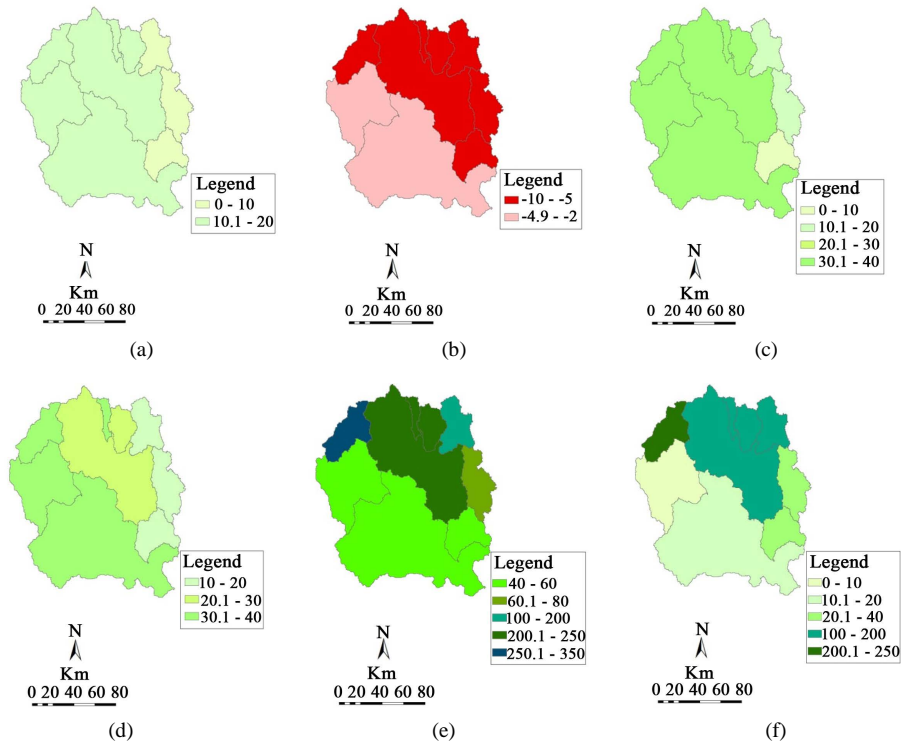 Legend
0 - 10
10.1 - 20
N
Km
0 20 40 60 80
(a)
Legend
-10 - -5
-4.9 - -2
N
Km
0 20 40 60 80
(b)
Legend
0 - 10
10.1 - 20
20.1 - 30
30.1 - 40
N
Km
0 20 40 60 80
(c)
Legend
10 - 20
20.1 - 30
30.1 - 40
N
Km
0 20 40 60 80
(d)
Legend
40 - 60
60.1 - 80
100 - 200
200.1 - 250
250.1 - 350
N
Km
0 20 40 60 80
(e)
Legend
0 - 10
10.1 - 20
20.1 - 40
100 - 200
200.1 - 250
N
Km
0 20 40 60 80
(f)